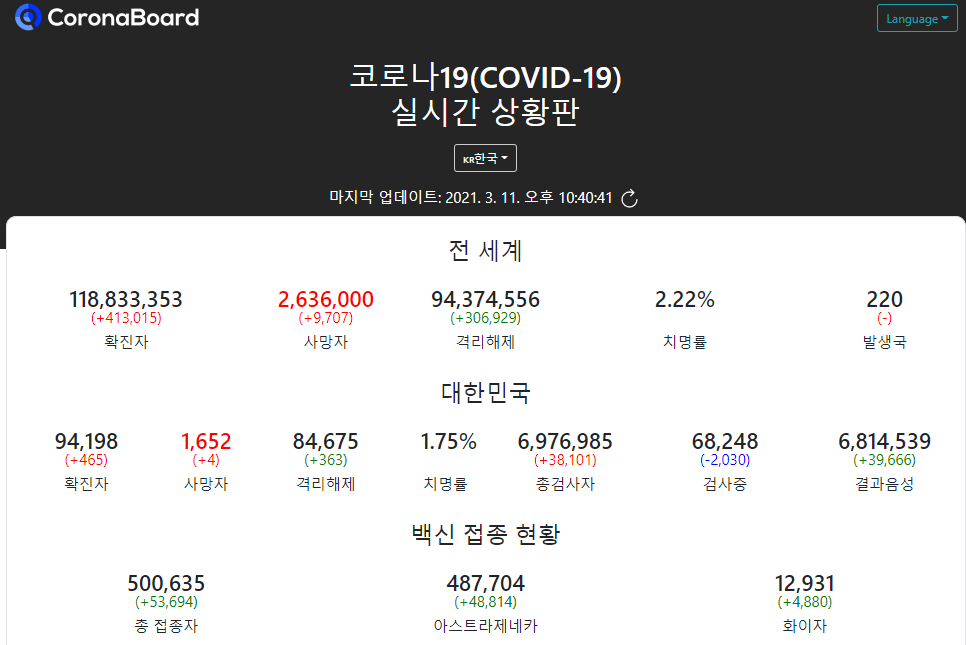 CoronaBoard
Language
코로나19(COVID-19)
실시간 상황판
KR한국
마지막 업데이트: 2021. 3. 11. 오후 10:40:41
전 세계
118,833,353 2,636,000 94,374,556 2.22% 220
(+413,015) (+9,707) (+306,929) (-)
확진자 사망자 격리해제 치명률 발생국
대한민국
94,198 1,652 84,675 1.75% 6,976,985 68,248 6,814,539
(+465) (+4) (+363) (+38,101) (-2,030) (+39,666)
확진자 사망자 격리해제 치명률 총검사자 검사중 결과음성
백신 접종 현황
500,635 487,704 12,931
(+53,694) (+48,814) (+4,880)
총 접종자 아스트라제네카 화이자